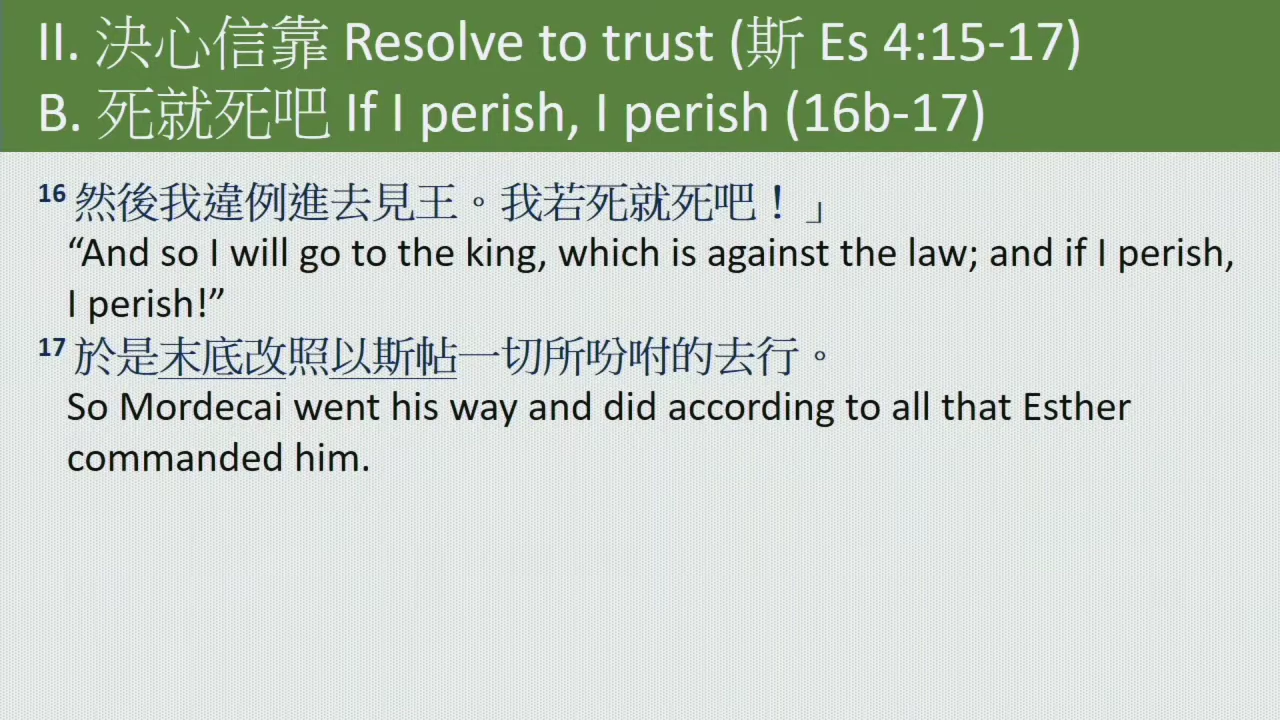 II. 決心信靠 Resolve to trust (斯 Es 4:15-17)
B. 死就死吧 If I perish, I perish (16b-17)
16 然後我違例進去見王。我若死就死吧！」
“And so I will go to the king, which is against the law; and if I perish,
I perish!”
17 於是末底改照以斯帖一切所吩咐的去行。
So Mordecai went his way and did according to all that Esther
commanded him.